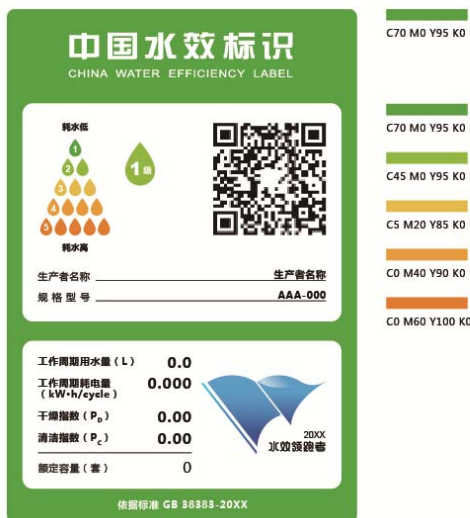 中国水效标识
CHINA WATER EFFICIENCY LABEL
耗水低
1
2
3
4
5
耗水高
1级
生产者名称 生产者名称
规格型号 AAA-000
工作周期用水量(L) 0.0
工作周期耗电量 0.000
(kW·h/cycle)
干燥指数(PD) 0.00
清洁指数(PC) 0.00
额定容量(套) 0
20XX
水效领跑者
依据标准 GB 38383-20XX
C70 M0 Y95 K0
C70 M0 Y95 K0
C45 M0 Y95 K0
C5 M20 Y85 K0
C0 M40 Y90 K0
C0 M60 Y100 K0